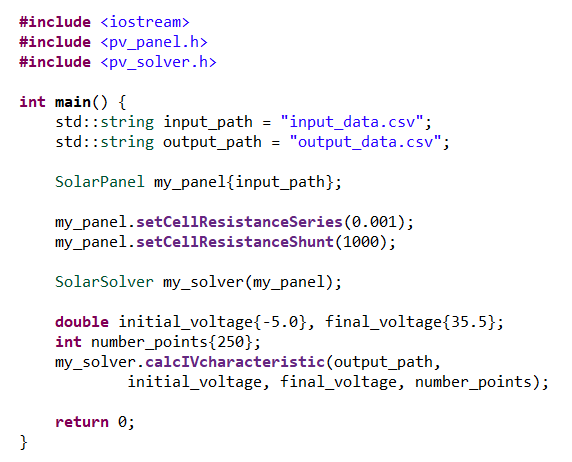 #include <iostream>
#include <pv_panel.h>
#include <pv_solver.h>

int main() {
    std::string input_path = "input_data.csv";
    std::string output_path = "output_data.csv";

    SolarPanel my_panel{input_path};

    my_panel.setCellResistanceSeries(0.001);
    my_panel.setCellResistanceShunt(1000);

    SolarSolver my_solver(my_panel);

    double initial_voltage{-5.0}, final_voltage{35.5};
    int number_points{250};
    my_solver.calcIVcharacteristic(output_path,
            initial_voltage, final_voltage, number_points);

    return 0;
}